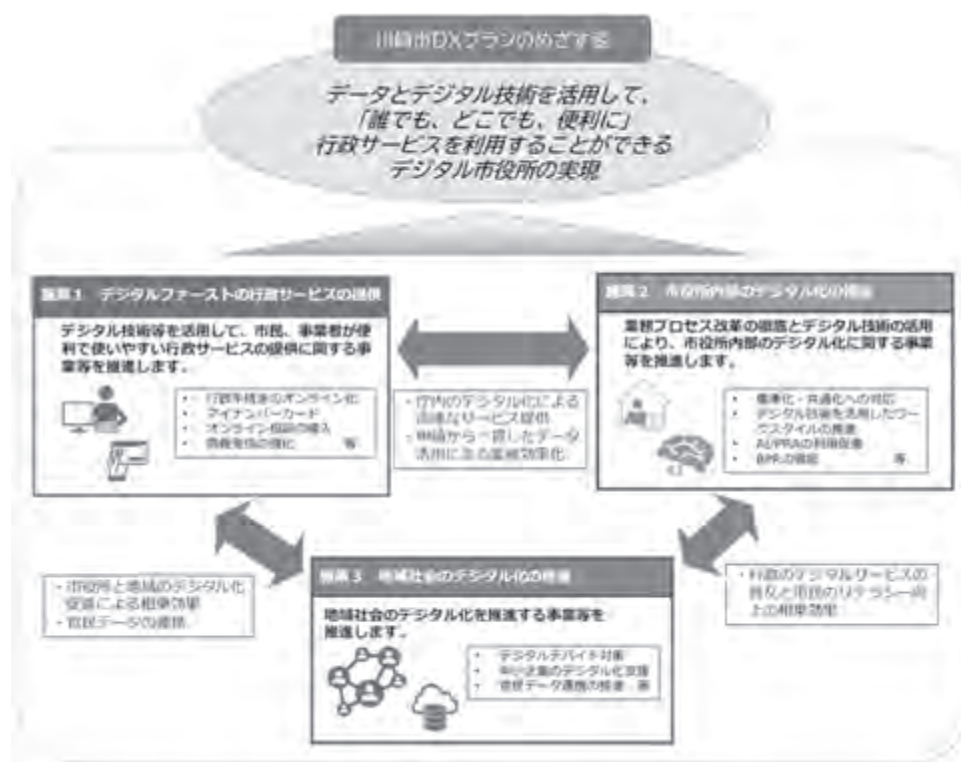 川崎市DXプランのめざす姿
データとデジタル技術を活用して、
「誰でも、どこでも、便利に」
行政サービスを利用することができる
デジタル市役所の実現
施策1 デジタルファーストの行政サービスの提供
デジタル技術等を活用して、市民、事業者が便
利で使いやすい行政サービスの提供に関する事
業等を推進します。
・ 行政手続きのオンライン化
・ マイナンバーカード
・ オンライン相談の導入
・ 情報発信の強化 等
・庁内のデジタル化による
迅速なサービス提供
・申請から一貫したデータ
活用による業務効率化
施策2 市役所内部のデジタル化の推進
業務プロセス改革の徹底とデジタル技術の活用
により、市役所内部のデジタル化に関する事業
等を推進します。
・ 標準化・共通化への対応
・ デジタル技術を活用したワー
クスタイルの推進
・ AI/PRAの利用促進
・ BPRの徹底 等
・市役所と地域のデジタル化
促進による相乗効果
・官民データの連携
施策3 地域社会のデジタル化の推進
地域社会のデジタル化を推進する事業等を
推進します。
・ デジタルデバイド対策
・ 中小企業のデジタル化支援
・ 官民データ連携の推進 等
・行政のデジタルサービスの
普及と市民のリテラシー向
上の相乗効果